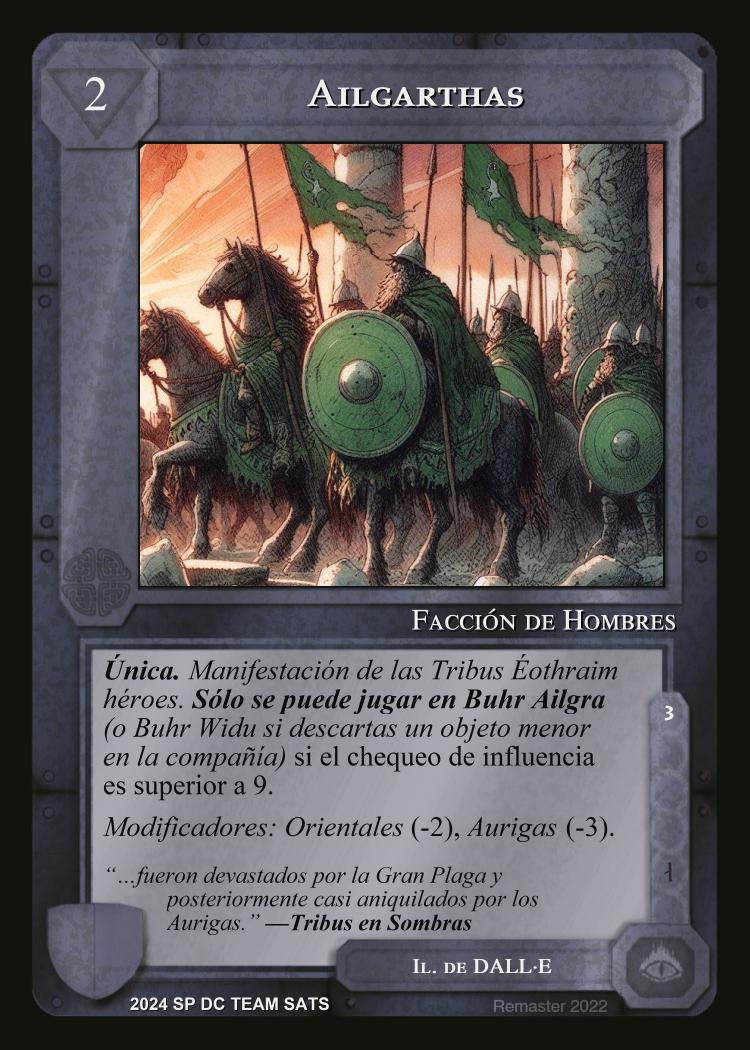 2
Ailgarthas
Facción de Hombres
Única. Manifestación de las Tribus Éothraim
héroes. Sólo se puede jugar en Buhr Ailgra
(o Buhr Widu si descartas un objeto menor
en la compañía) si el chequeo de influencia
es superior a 9.
3
Modificadores: Orientales (-2), Aurigas (-3).
“...fueron devastados por la Gran Plaga y
posteriormente casi aniquilados por los
Aurigas.” —Tribus en Sombras
Il. de DALL·E
2024 SP DC TEAM SATS
Remaster 2022